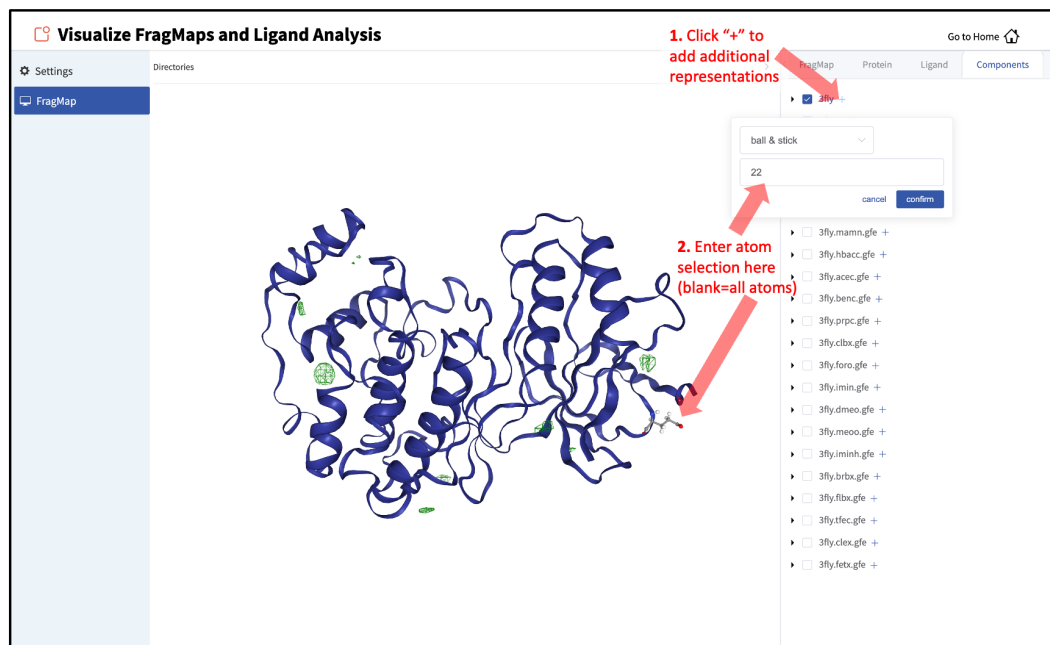 Visualize FragMaps and Ligand Analysis
1. Click “+” to
add additional
representations
Go to Home
Settings
FragMap
Directories
FragMap
Protein
Ligand
Components
3fly +
ball & stick
22
cancel
confirm
2. Enter atom
selection here
(blank=all atoms)
3fly.mamn.gfe +
3fly.hbacc.gfe +
3fly.acec.gfe +
3fly.benc.gfe +
3fly.prpc.gfe +
3fly.clbx.gfe +
3fly.foro.gfe +
3fly.imin.gfe +
3fly.dmeo.gfe +
3fly.meoo.gfe +
3fly.iminh.gfe +
3fly.brbx.gfe +
3fly.flbx.gfe +
3fly.tfec.gfe +
3fly.clex.gfe +
3fly.fetx.gfe +